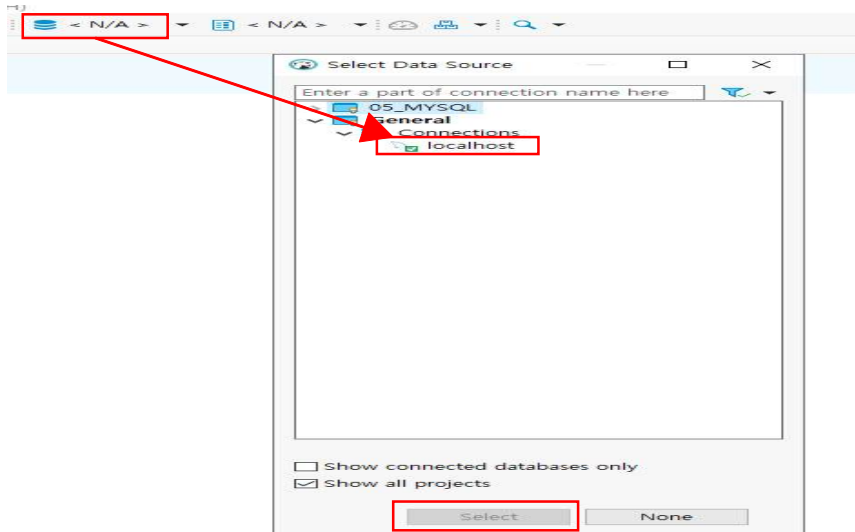 < N/A > < N/A >
Select Data Source
Enter a part of connection name here
05_MYSQL
General
Connections
localhost
Show connected databases only
Show all projects
Select None